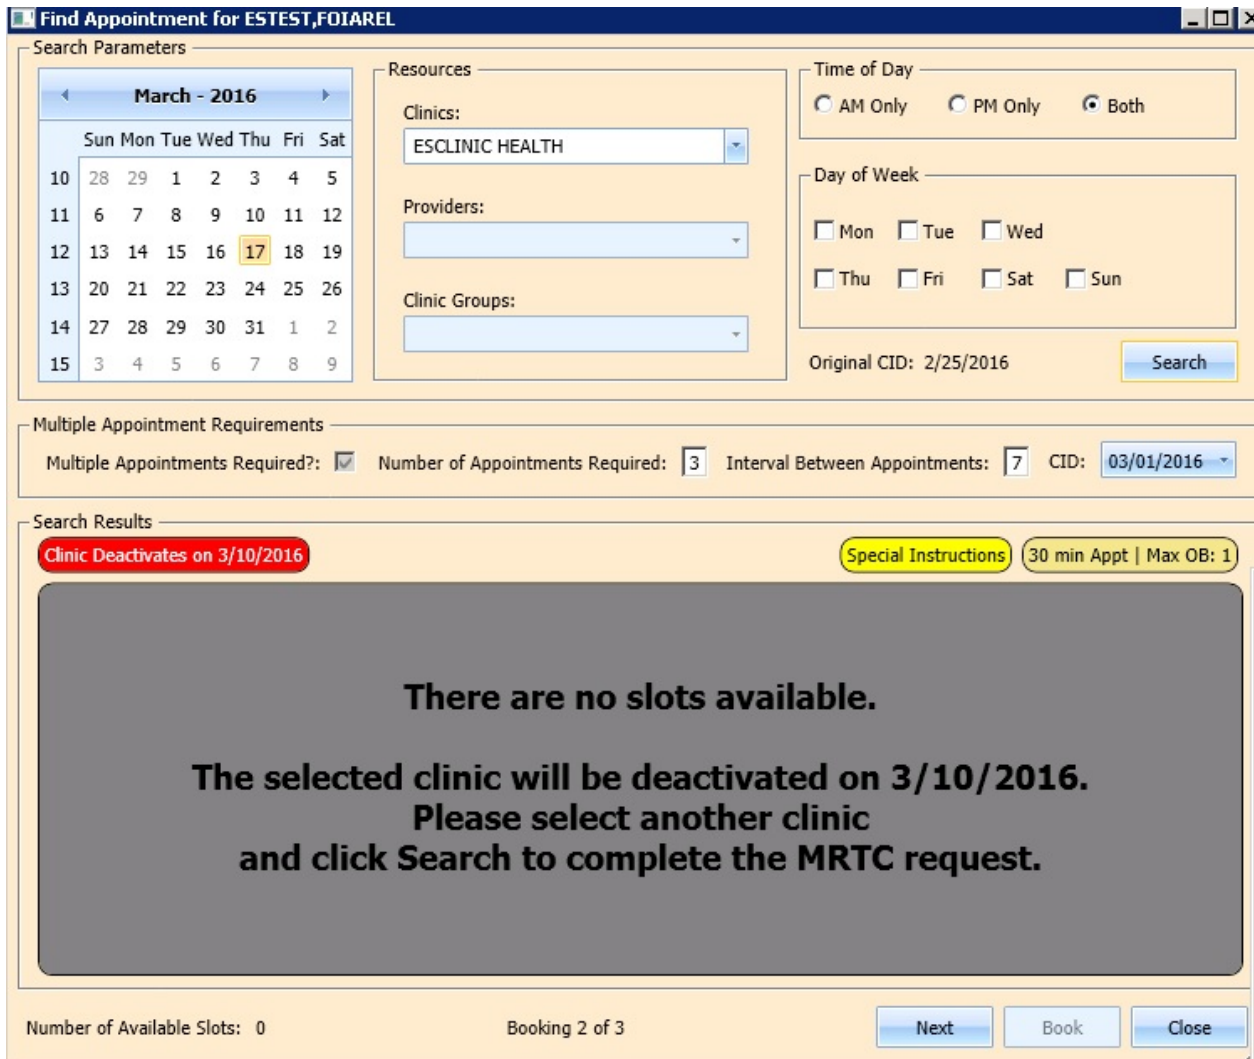 Find Appointment for ESTEST,FOIAREL
Search Parameters
March - 2016
Sun Mon Tue Wed Thu Fri Sat
10 28 29 1 2 3 4 5
11 6 7 8 9 10 11 12
12 13 14 15 16 17 18 19
13 20 21 22 23 24 25 26
14 27 28 29 30 31 1 2
15 3 4 5 6 7 8 9
Resources
Clinics:
ESCLINIC HEALTH
Providers:
Clinic Groups:
Time of Day
AM Only PM Only Both
Day of Week
Mon Tue Wed
Thu Fri Sat Sun
Original CID: 2/25/2016 Search
Multiple Appointment Requirements
Multiple Appointments Required?: Number of Appointments Required: 3 Interval Between Appointments: 7 CID: 03/01/2016
Search Results
Clinic Deactivates on 3/10/2016 Special Instructions 30 min Appt | Max OB: 1
There are no slots available.
The selected clinic will be deactivated on 3/10/2016.
Please select another clinic
and click Search to complete the MRTC request.
Number of Available Slots: 0 Booking 2 of 3 Next Book Close